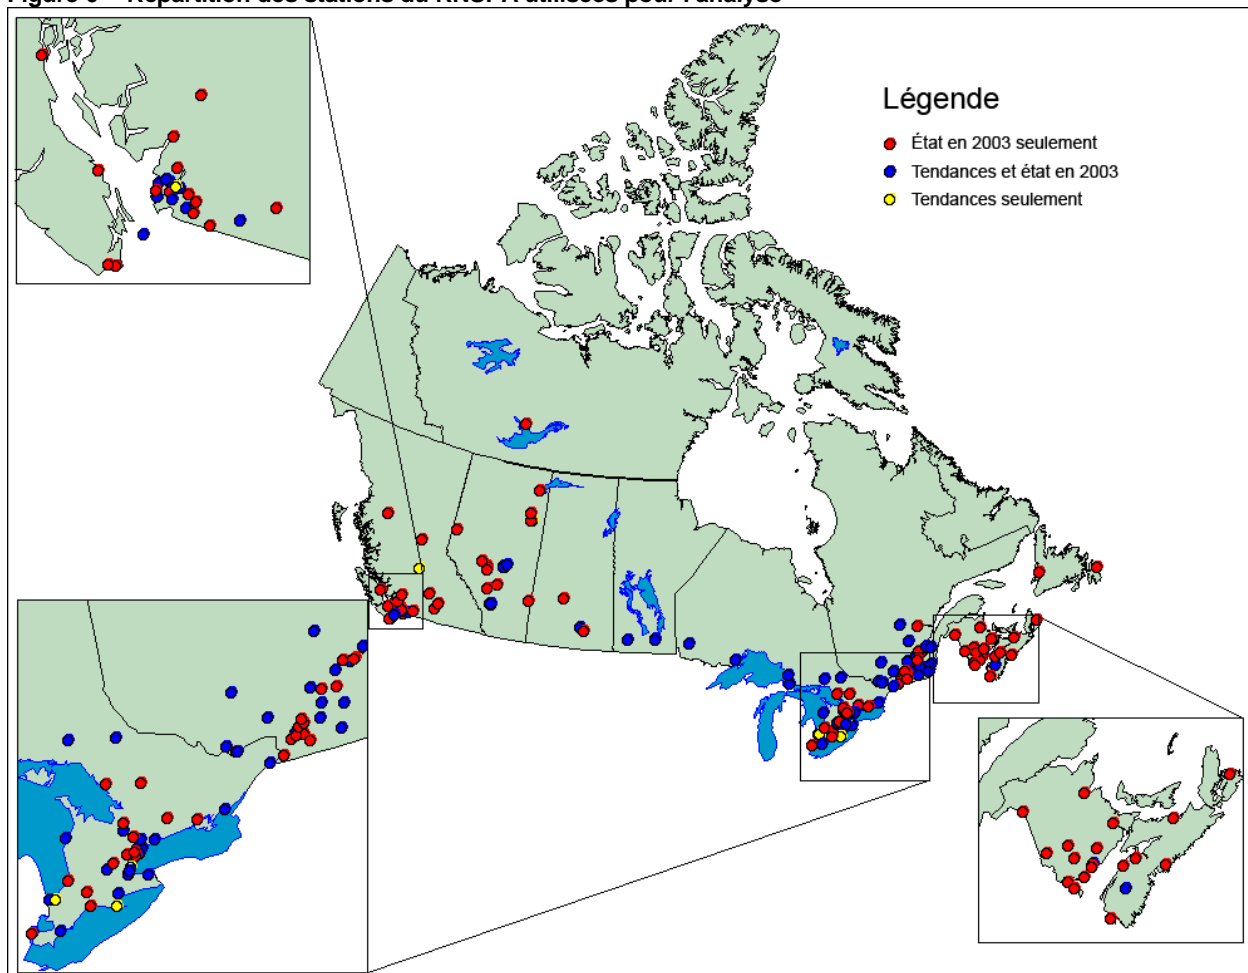 Légende
État en 2003 seulement
Tendances et état en 2003
Tendances seulement